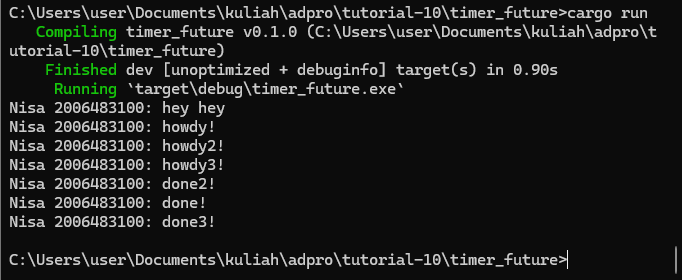 C:\Users\user\Documents\kuliah\adpro\tutorial-10\timer_future>cargo run
   Compiling timer_future v0.1.0 (C:\Users\user\Documents\kuliah\adpro\t
utorial-10\timer_future)
    Finished dev [unoptimized + debuginfo] target(s) in 0.90s
     Running `target\debug\timer_future.exe`
Nisa 2006483100: hey hey
Nisa 2006483100: howdy!
Nisa 2006483100: howdy2!
Nisa 2006483100: howdy3!
Nisa 2006483100: done2!
Nisa 2006483100: done!
Nisa 2006483100: done3!
C:\Users\user\Documents\kuliah\adpro\tutorial-10\timer_future>